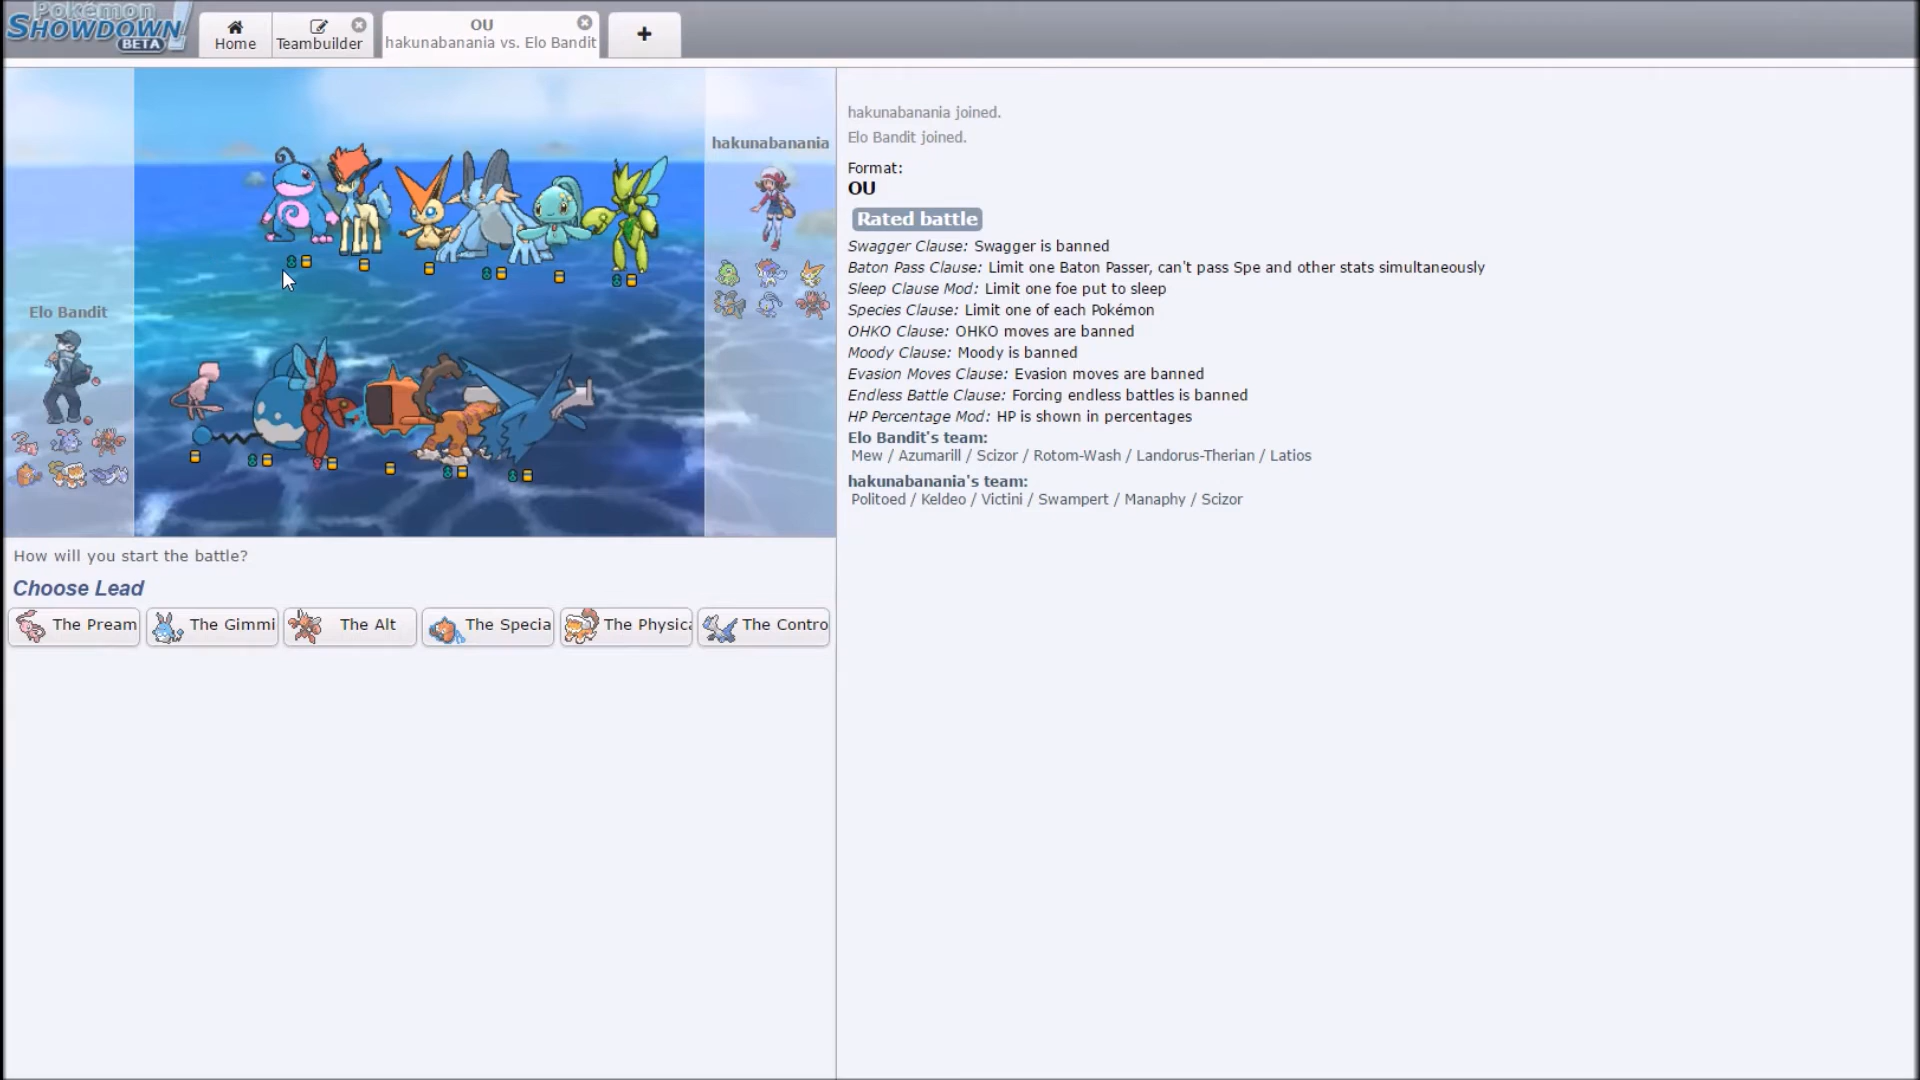 Pokémon
SHOWDOWN!
BETA
Home
Teambuilder
OU
hakunabanania vs. Elo Bandit
+
hakunabanania
Elo Bandit
How will you start the battle?
Choose Lead
The Pream
The Gimmi
The Alt
The Specia
The Physica
The Contro
hakunabanania joined.
Elo Bandit joined.
Format:
OU
Rated battle
Swagger Clause: Swagger is banned
Baton Pass Clause: Limit one Baton Passer, can't pass Spe and other stats simultaneously
Sleep Clause Mod: Limit one foe put to sleep
Species Clause: Limit one of each Pokémon
OHKO Clause: OHKO moves are banned
Moody Clause: Moody is banned
Evasion Moves Clause: Evasion moves are banned
Endless Battle Clause: Forcing endless battles is banned
HP Percentage Mod: HP is shown in percentages
Elo Bandit's team:
Mew / Azumarill / Scizor / Rotom-Wash / Landorus-Therian / Latios
hakunabanania's team:
Politoed / Keldeo / Victini / Swampert / Manaphy / Scizor